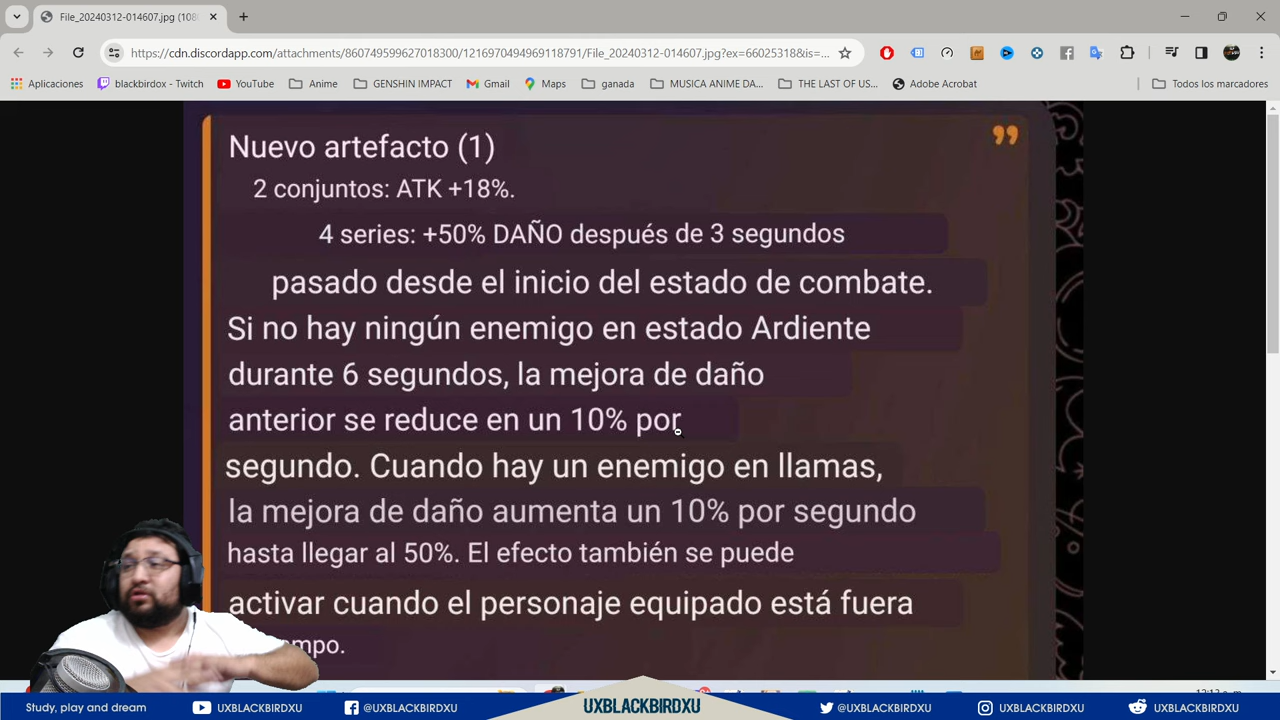 File_20240312-014607.jpg (108
https://cdn.discordapp.com/attachments/860749599627018300/1216970494969118791/File_20240312-014607.jpg?ex=66025318&is=...
Aplicaciones
blackbirdox - Twitch
YouTube
Anime
GENSHIN IMPACT
Gmail
Maps
ganada
MUSICA ANIME DA...
THE LAST OF US...
Adobe Acrobat
Todos los marcadores
Nuevo artefacto (1)
2 conjuntos: ATK +18%.
4 series: +50% DAÑO después de 3 segundos
pasado desde el inicio del estado de combate.
Si no hay ningún enemigo en estado Ardiente
durante 6 segundos, la mejora de daño
anterior se reduce en un 10% por
segundo. Cuando hay un enemigo en llamas,
la mejora de daño aumenta un 10% por segundo
hasta llegar al 50%. El efecto también se puede
activar cuando el personaje equipado está fuera
mpo.
Study, play and dream
UXBLACKBIRDXU
@UXBLACKBIRDXU
UXBLACKBIRDXU
@UXBLACKBIRDXU
UXBLACKBIRDXU
UXBLACKBIRDXU